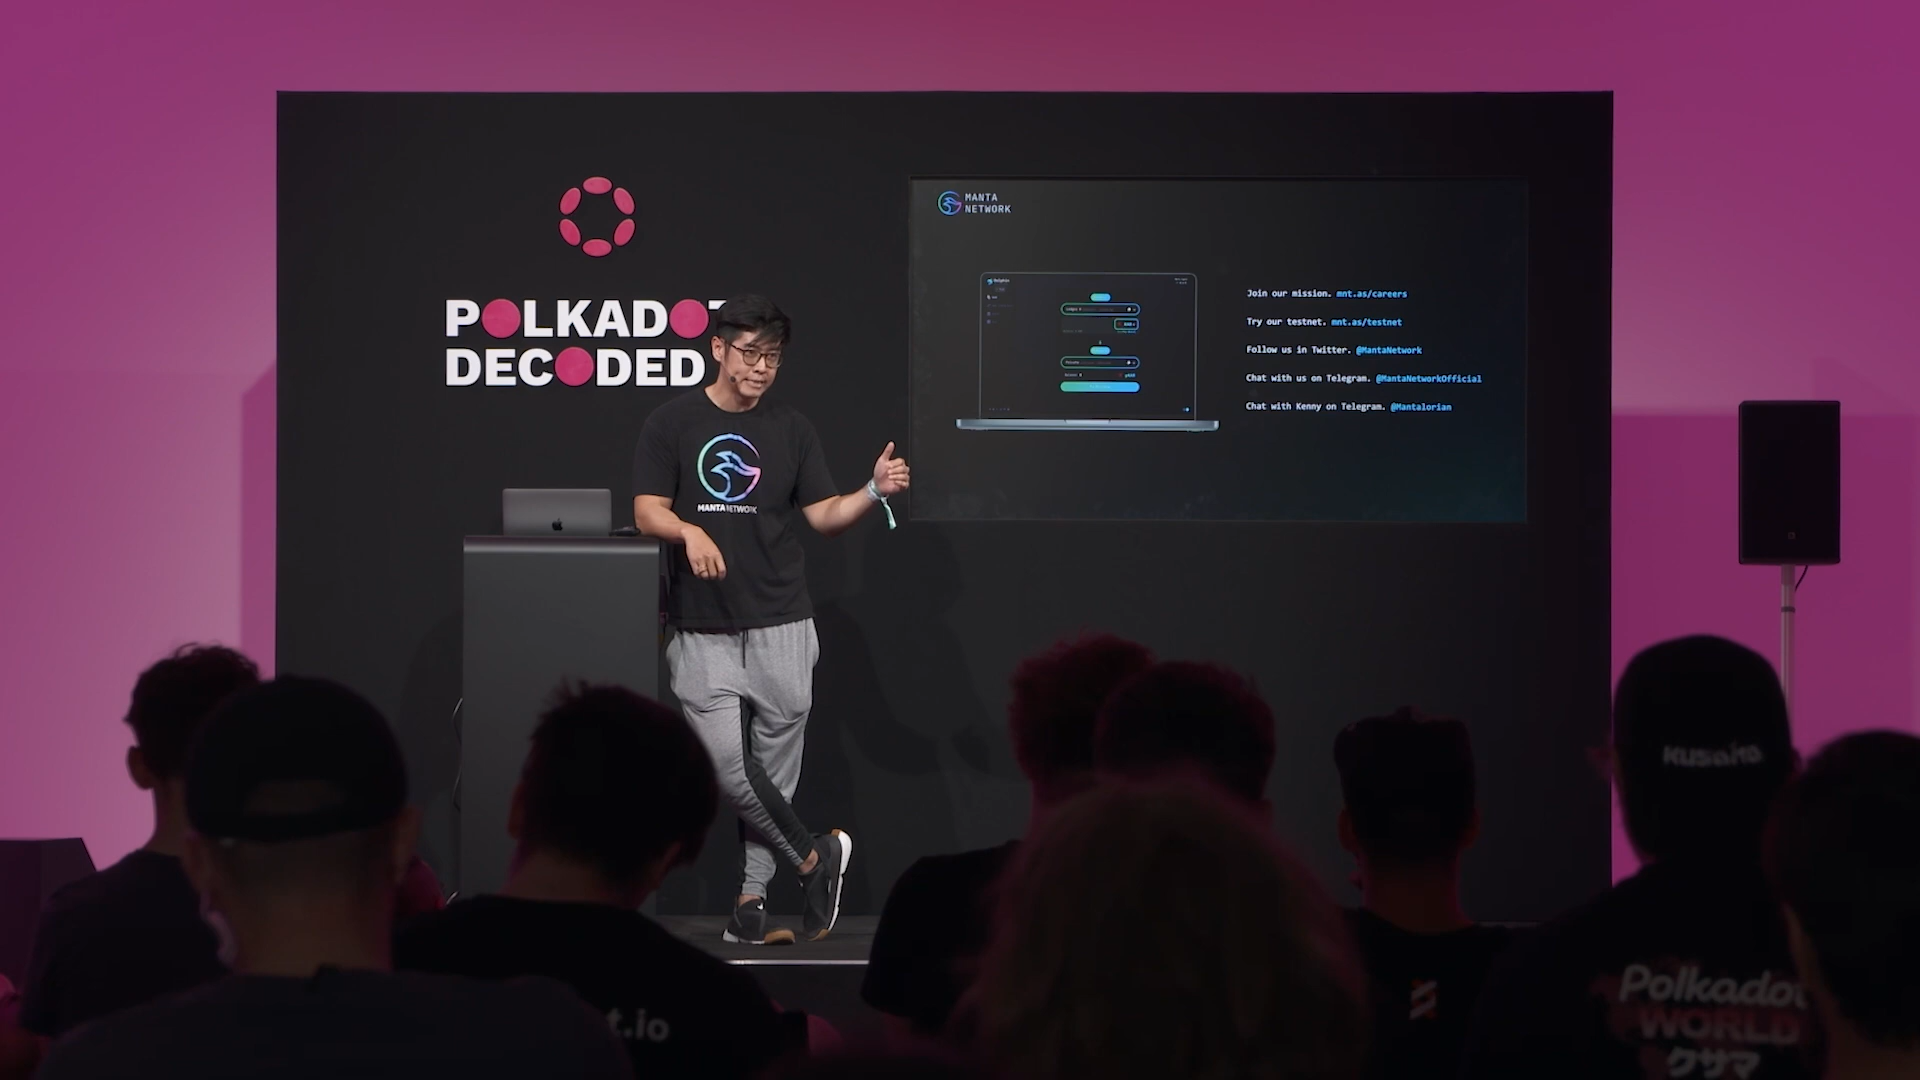 POLKADOT
DECODED
MANTA
NETWORK
Join our mission. mnt.as/careers
Try our testnet. mnt.as/testnet
Follow us in Twitter. @MantaNetwork
Chat with us on Telegram. @MantaNetworkOfficial
Chat with Kenny on Telegram. @Mantalorian
MANTA NETWORK
kusama
t.io
Polkadot
WORLD
クサマ